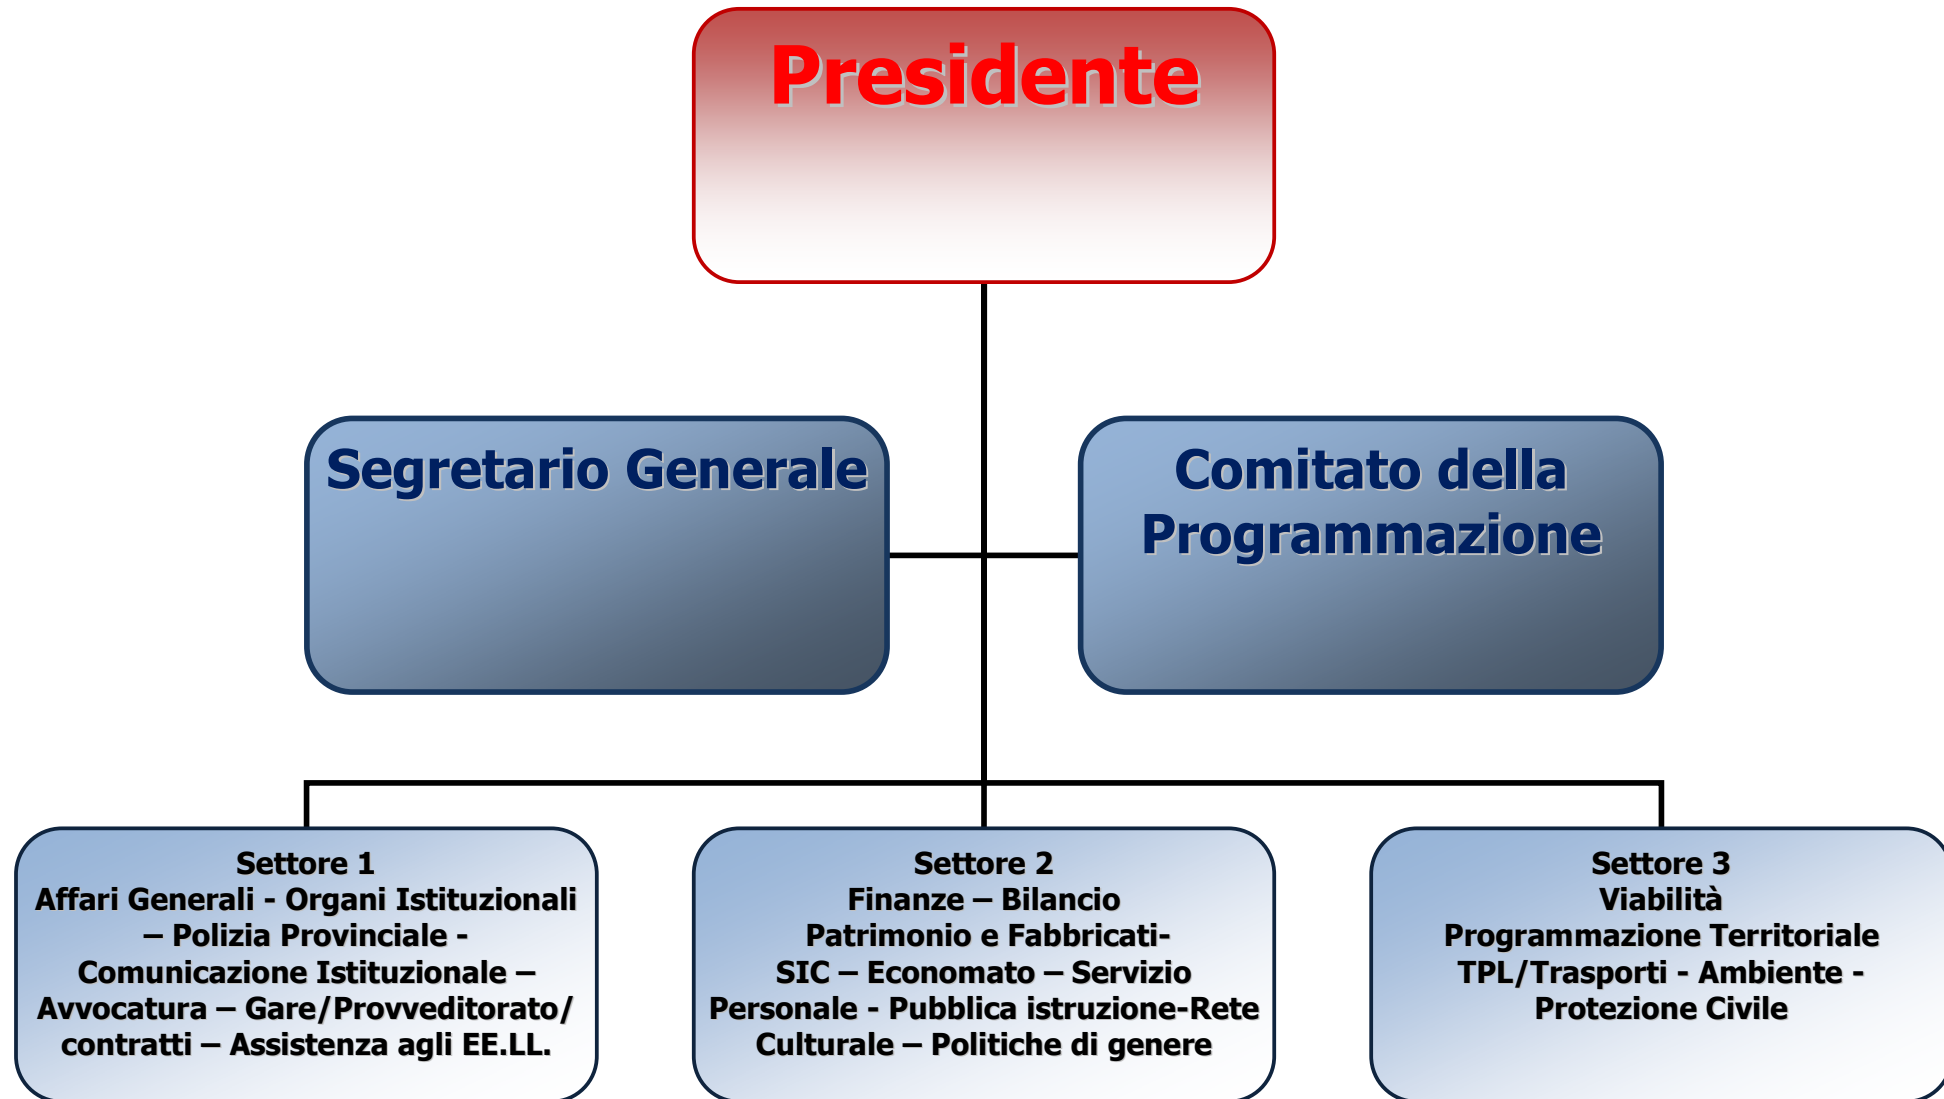 Presidente
Segretario Generale
Comitato della
Programmazione
Settore 1
Affari Generali - Organi Istituzionali
– Polizia Provinciale -
Comunicazione Istituzionale –
Avvocatura – Gare/Provveditorato/
contratti – Assistenza agli EE.LL.
Settore 2
Finanze – Bilancio
Patrimonio e Fabbricati-
SIC – Economato – Servizio
Personale - Pubblica istruzione-Rete
Culturale – Politiche di genere
Settore 3
Viabilità
Programmazione Territoriale
TPL/Trasporti - Ambiente -
Protezione Civile